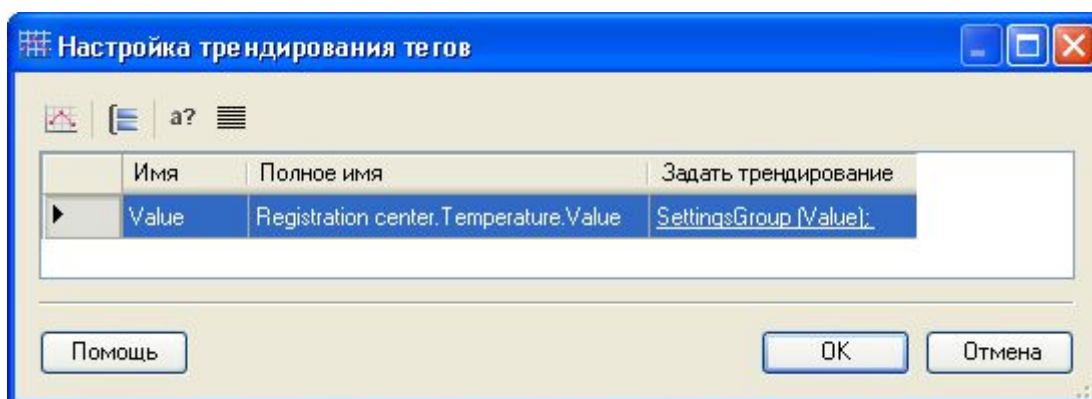 Настройка трендирования тегов
a?
Имя Полное имя Задать трендирование
Value Registration center.Temperature.Value SettingsGroup (Value);
Помощь OK Отмена